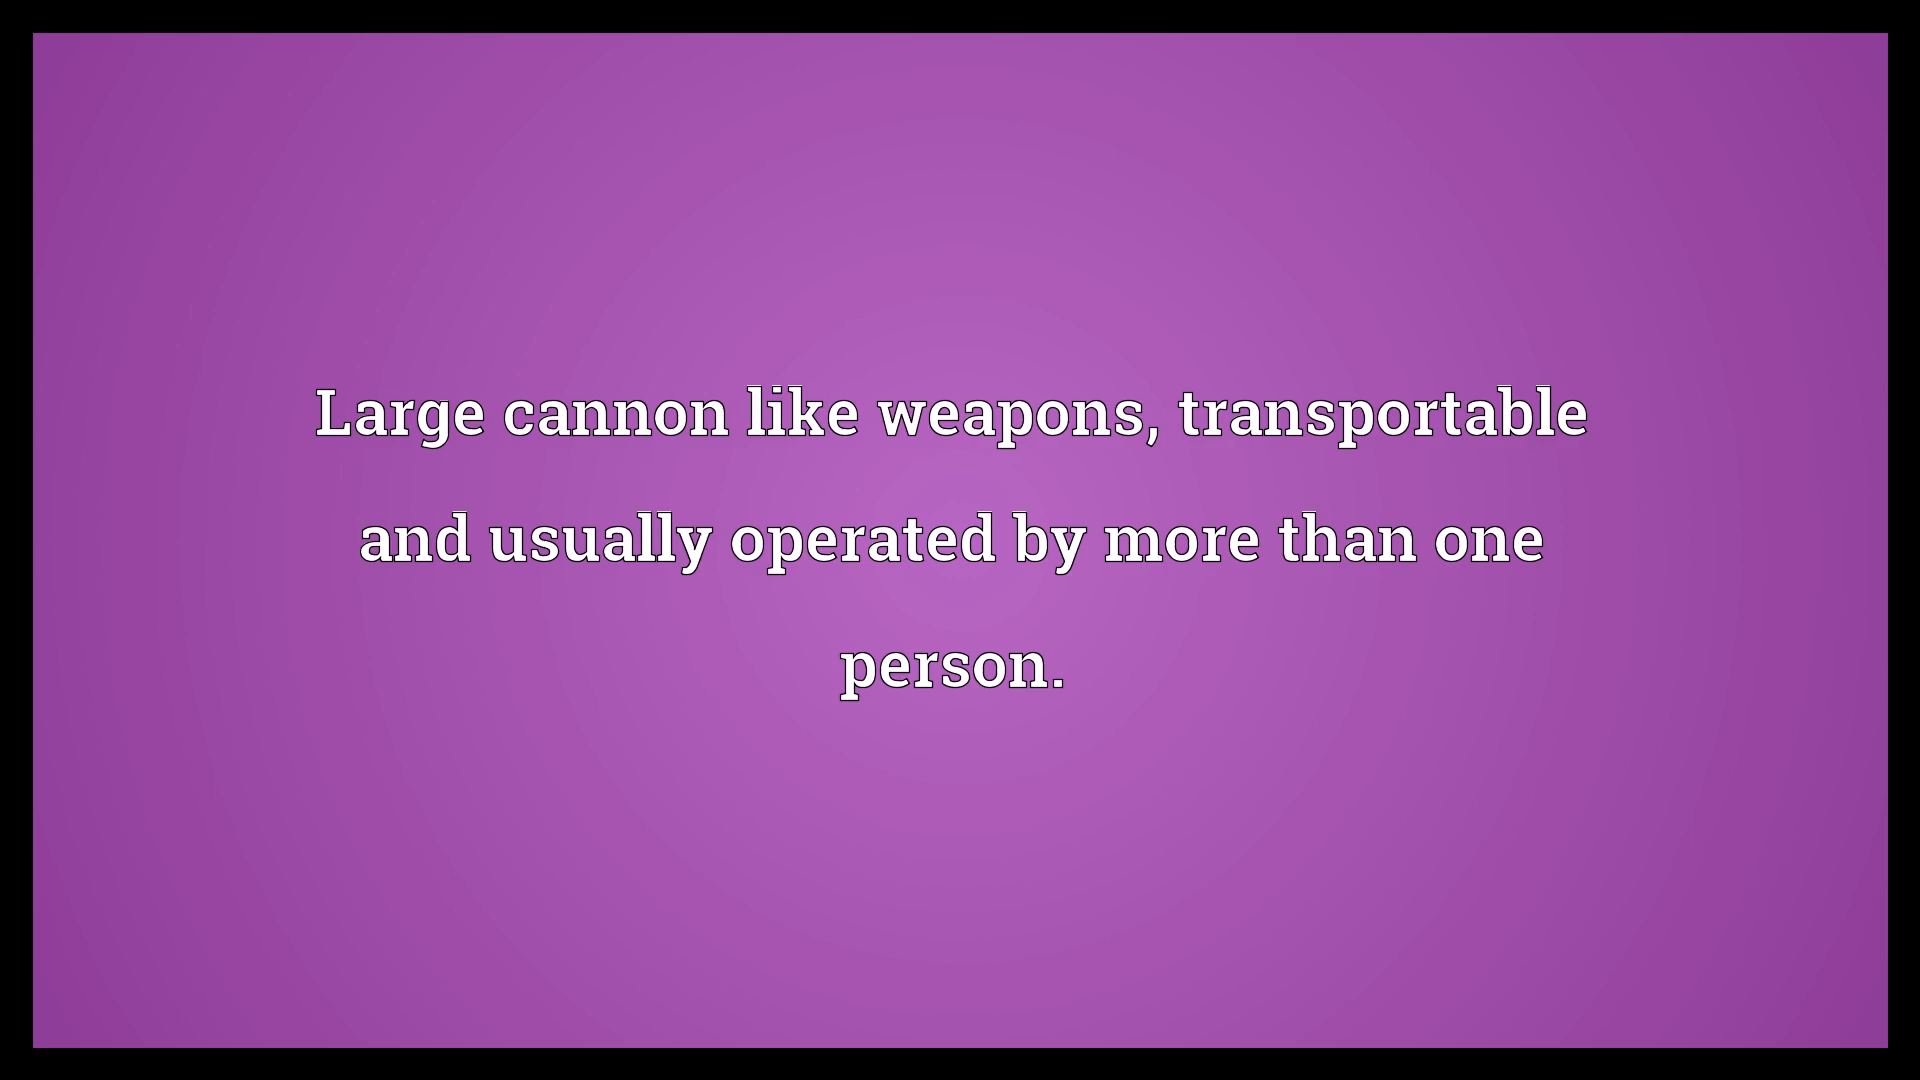 Large cannon like weapons, transportable
and usually operated by more than one
person.